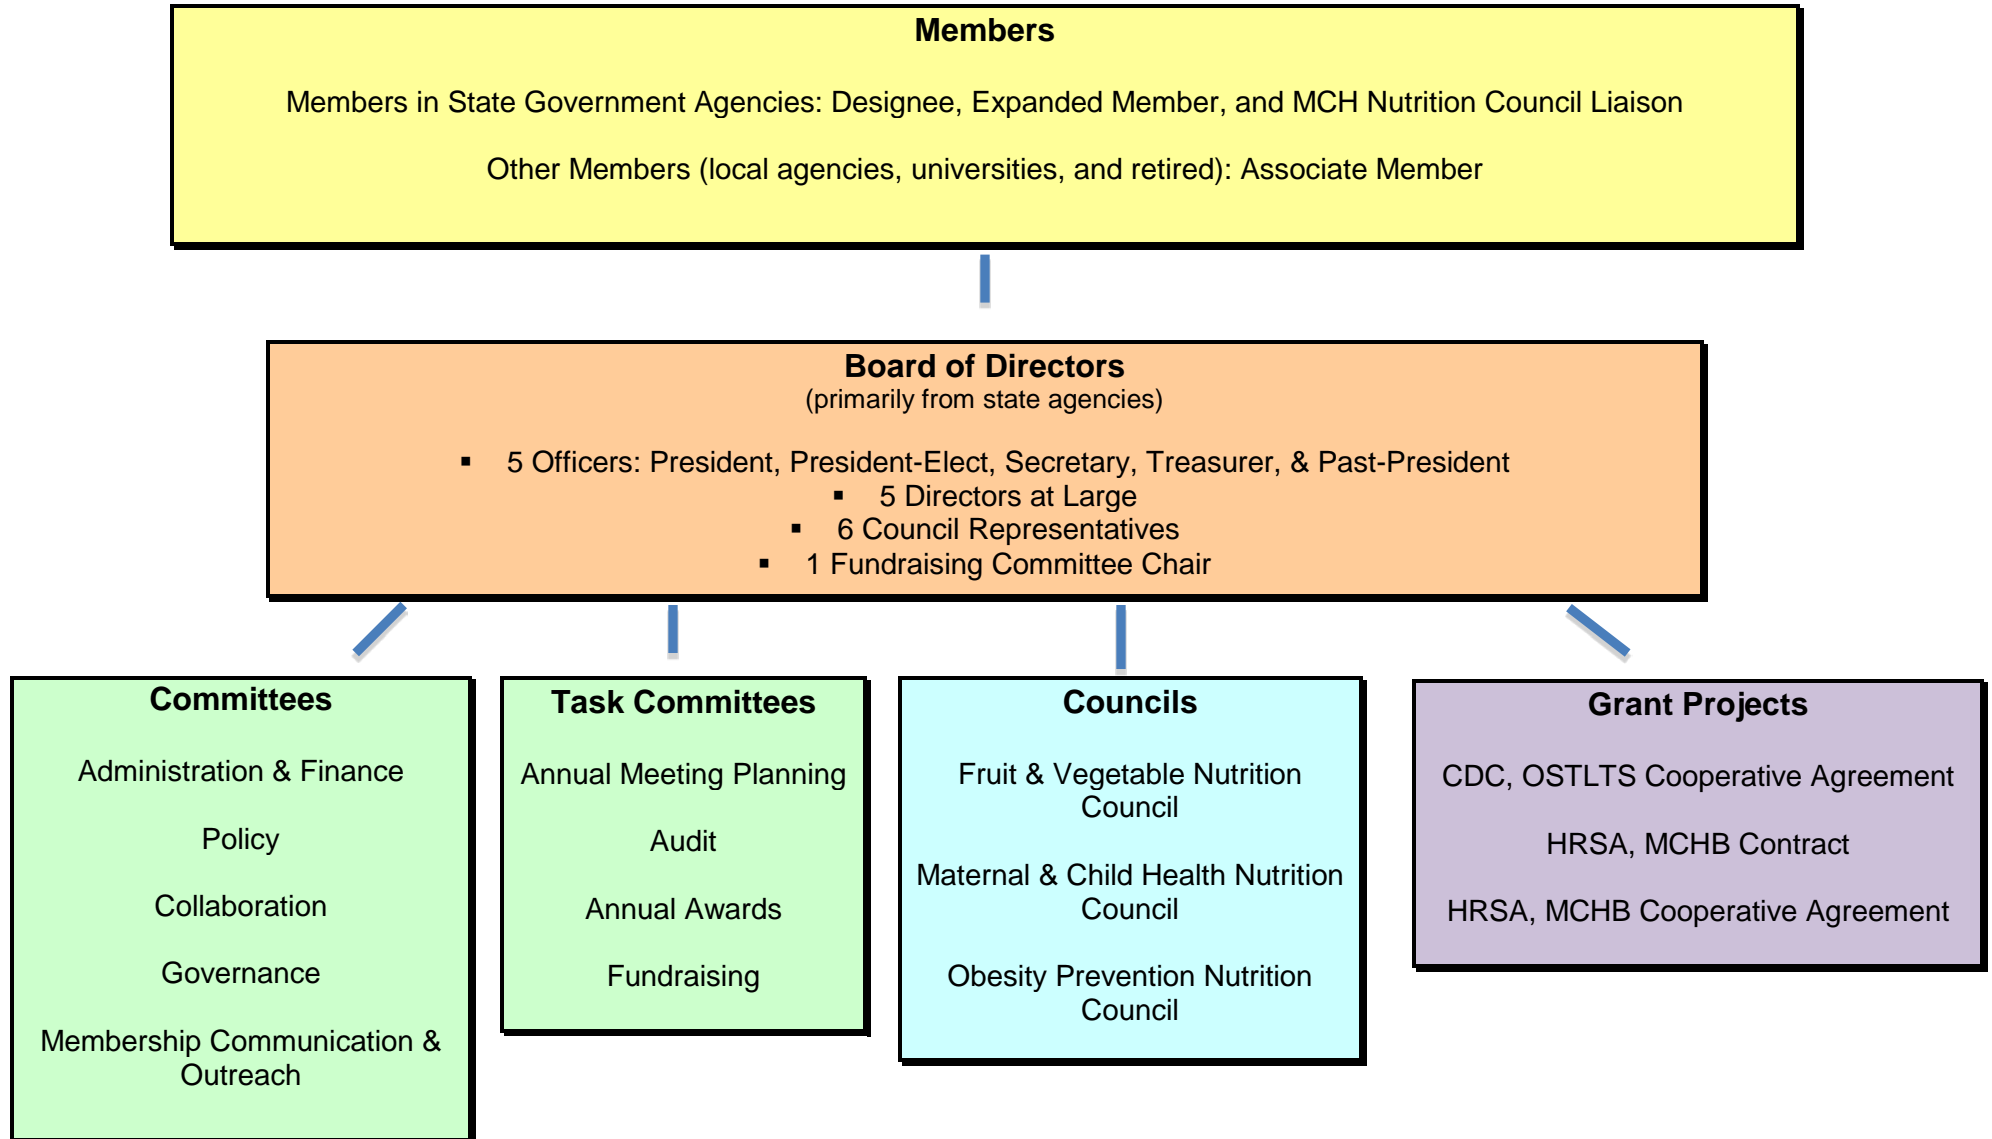 Members
Members in State Government Agencies: Designee, Expanded Member, and MCH Nutrition Council Liaison
Other Members (local agencies, universities, and retired): Associate Member
Board of Directors
(primarily from state agencies)
▪ 5 Officers: President, President-Elect, Secretary, Treasurer, & Past-President
▪ 5 Directors at Large
▪ 6 Council Representatives
▪ 1 Fundraising Committee Chair
Committees
Administration & Finance
Policy
Collaboration
Governance
Membership Communication &
Outreach
Task Committees
Annual Meeting Planning
Audit
Annual Awards
Fundraising
Councils
Fruit & Vegetable Nutrition
Council
Maternal & Child Health Nutrition
Council
Obesity Prevention Nutrition
Council
Grant Projects
CDC, OSTLTS Cooperative Agreement
HRSA, MCHB Contract
HRSA, MCHB Cooperative Agreement